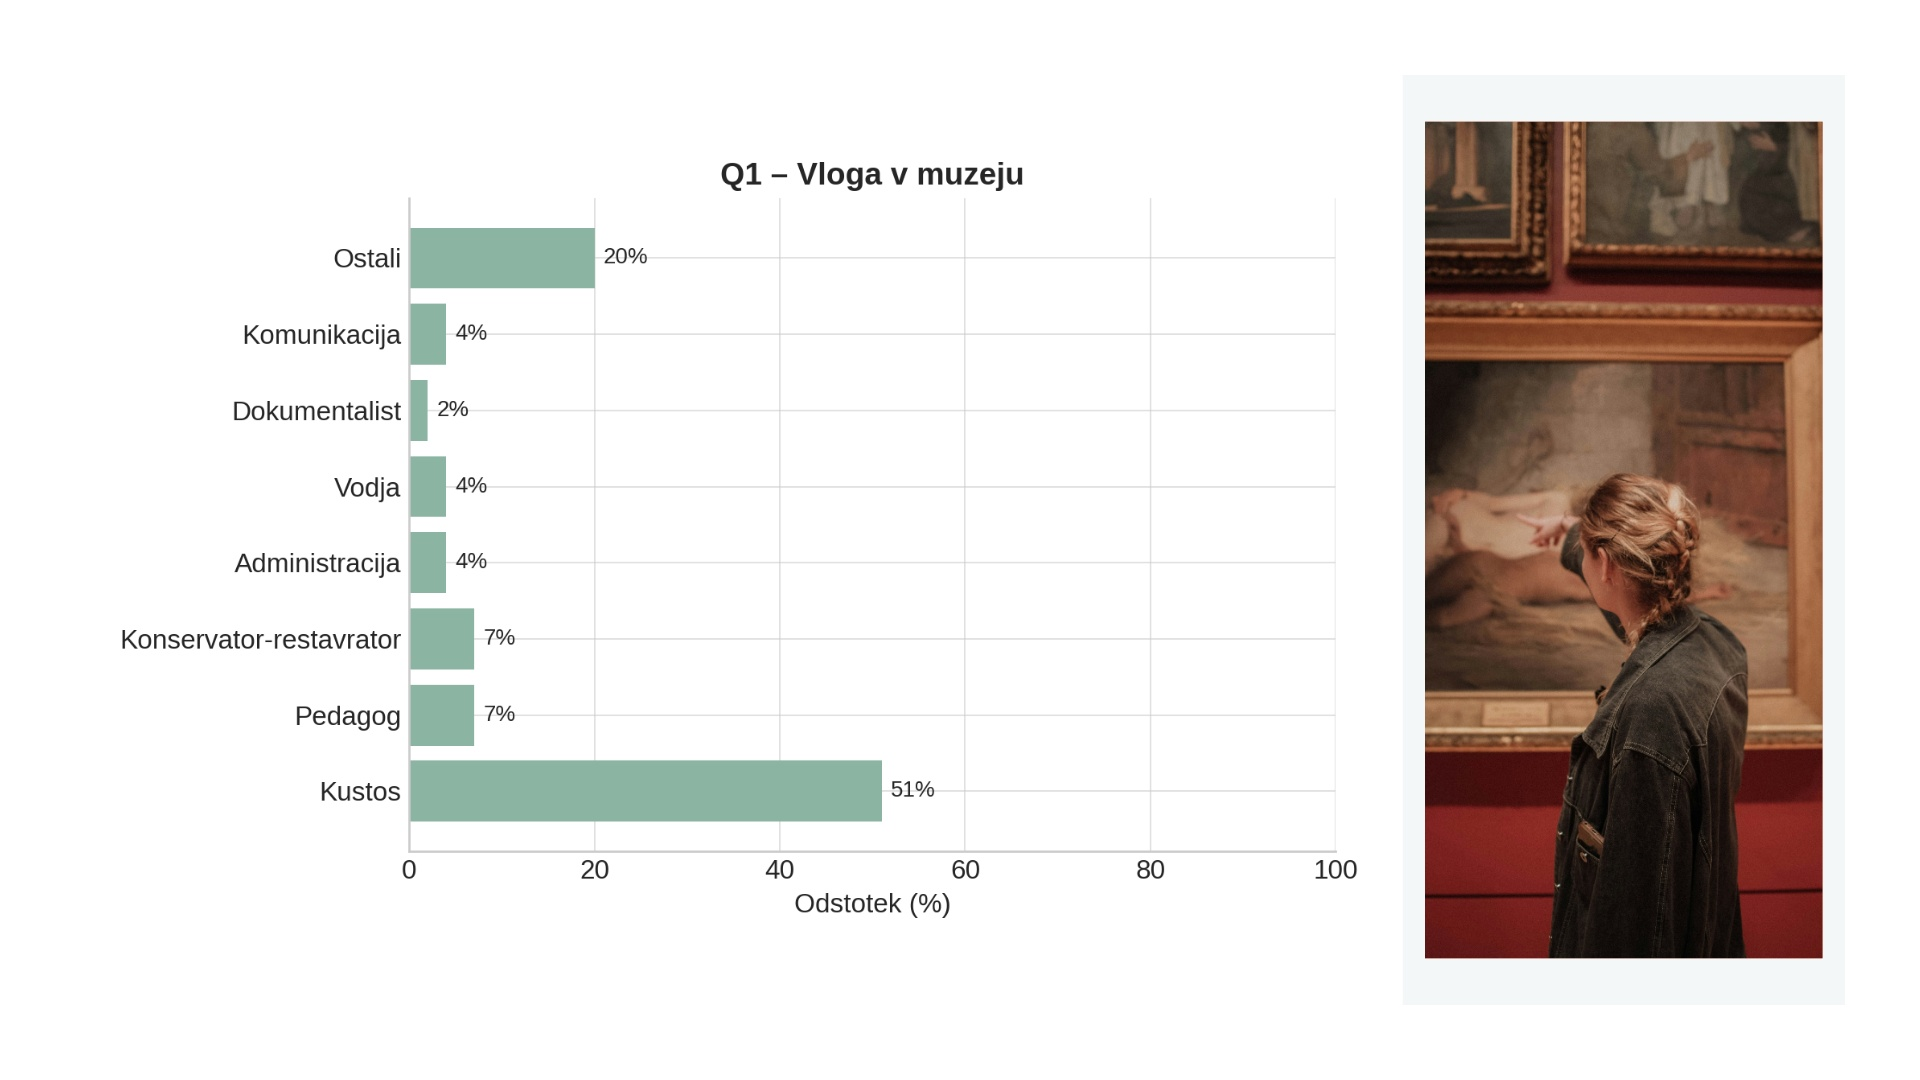 Q1 – Vloga v muzeju
Ostali 20%
Komunikacija 4%
Dokumentalist 2%
Vodja 4%
Administracija 4%
Konservator-restavrator 7%
Pedagog 7%
Kustos 51%
0 20 40 60 80 100
Odstotek (%)